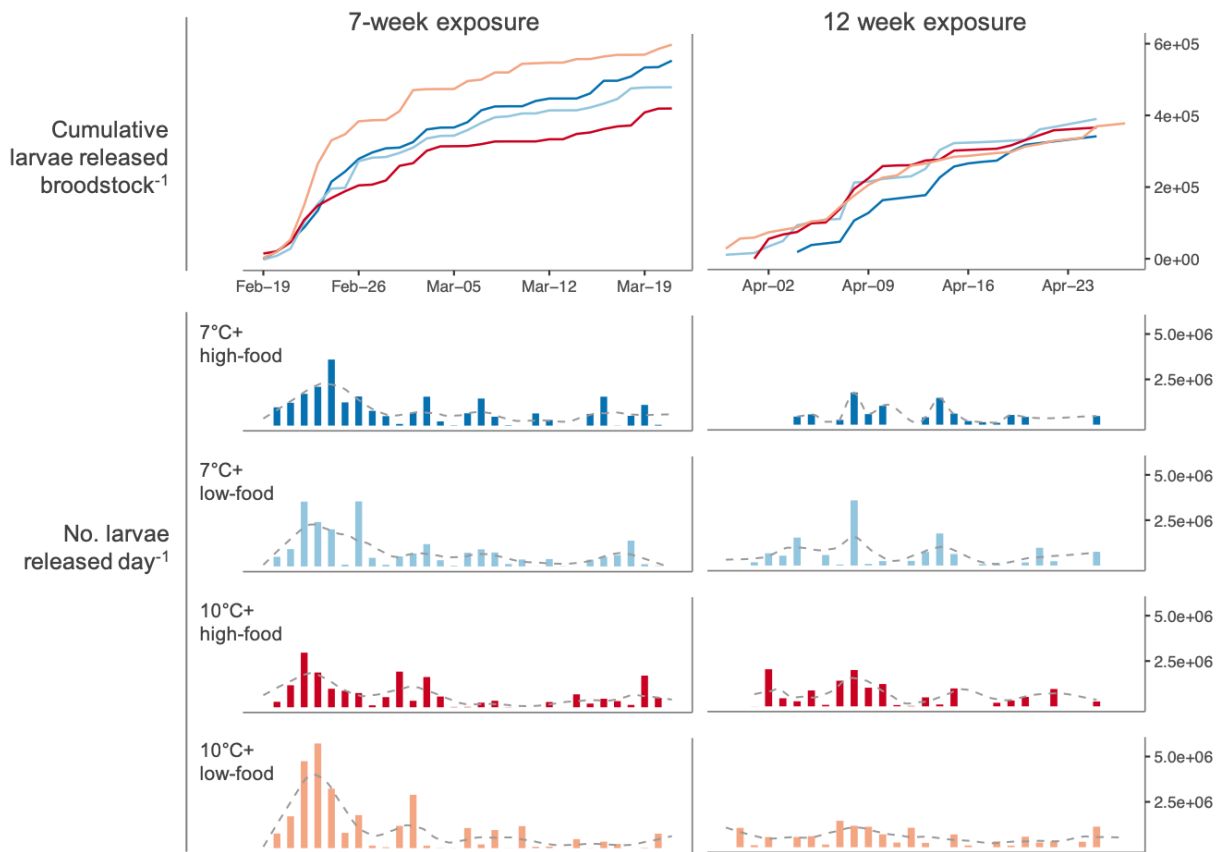 7-week exposure
12 week exposure
Cumulative
larvae released
broodstock⁻¹
6e+05
4e+05
2e+05
0e+00
Feb–19
Feb–26
Mar–05
Mar–12
Mar–19
Apr–02
Apr–09
Apr–16
Apr–23
No. larvae
released day⁻¹
7°C+
high-food
5.0e+06
2.5e+06
7°C+
low-food
5.0e+06
2.5e+06
10°C+
high-food
5.0e+06
2.5e+06
10°C+
low-food
5.0e+06
2.5e+06